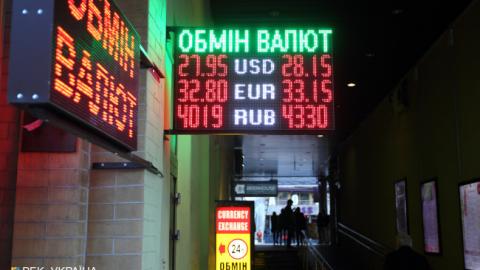 ОБМІН
ВАЛЮТ
ОБМІН ВАЛЮТ
27.95 USD 28.15
32.80 EUR 33.15
4019 RUB 4330
CURRENCY
EXCHANGE
24
ОБМІН
РБК-УКРАЇНА